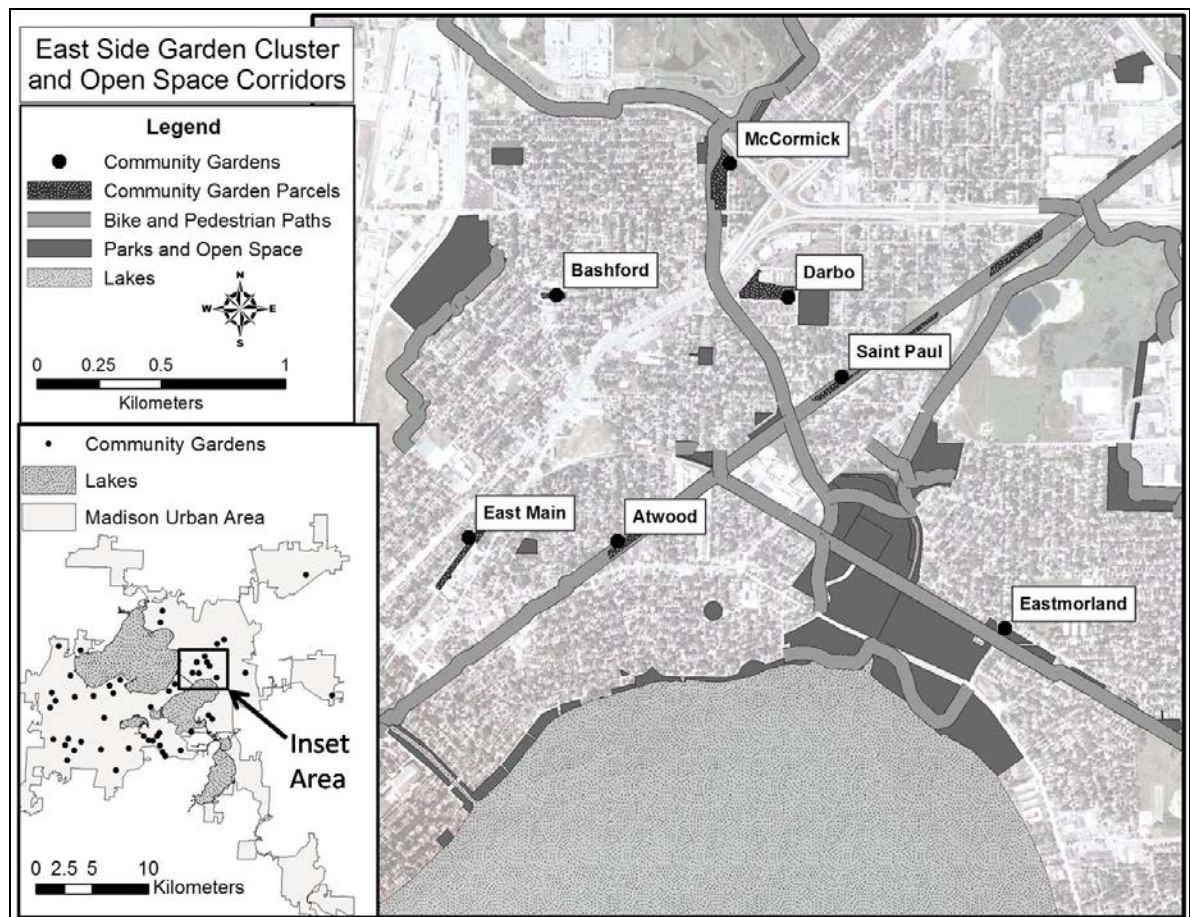 East Side Garden Cluster
and Open Space Corridors
Legend
Community Gardens
Community Garden Parcels
Bike and Pedestrian Paths
Parks and Open Space
Lakes
N
W E
S
0 0.25 0.5 1
Kilometers
Community Gardens
Lakes
Madison Urban Area
Inset
Area
0 2.5 5 10
Kilometers
McCormick
Bashford
Darbo
Saint Paul
East Main
Atwood
Eastmorland